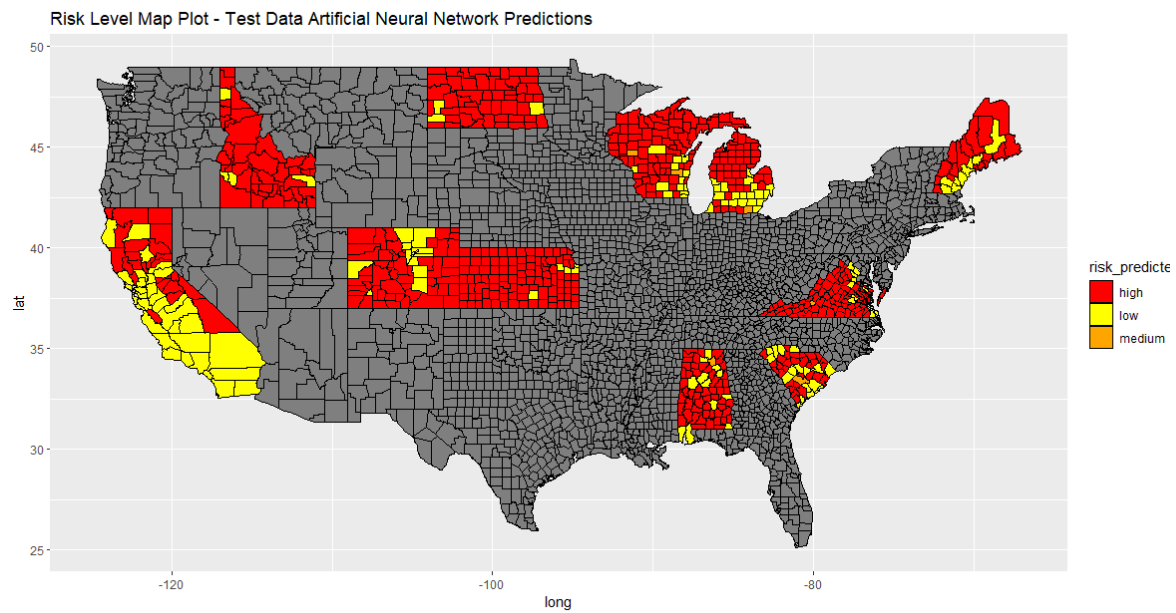 Risk Level Map Plot - Test Data Artificial Neural Network Predictions
50
45
40
35
30
25
lat
-120
-100
-80
long
risk_predicte
high
low
medium